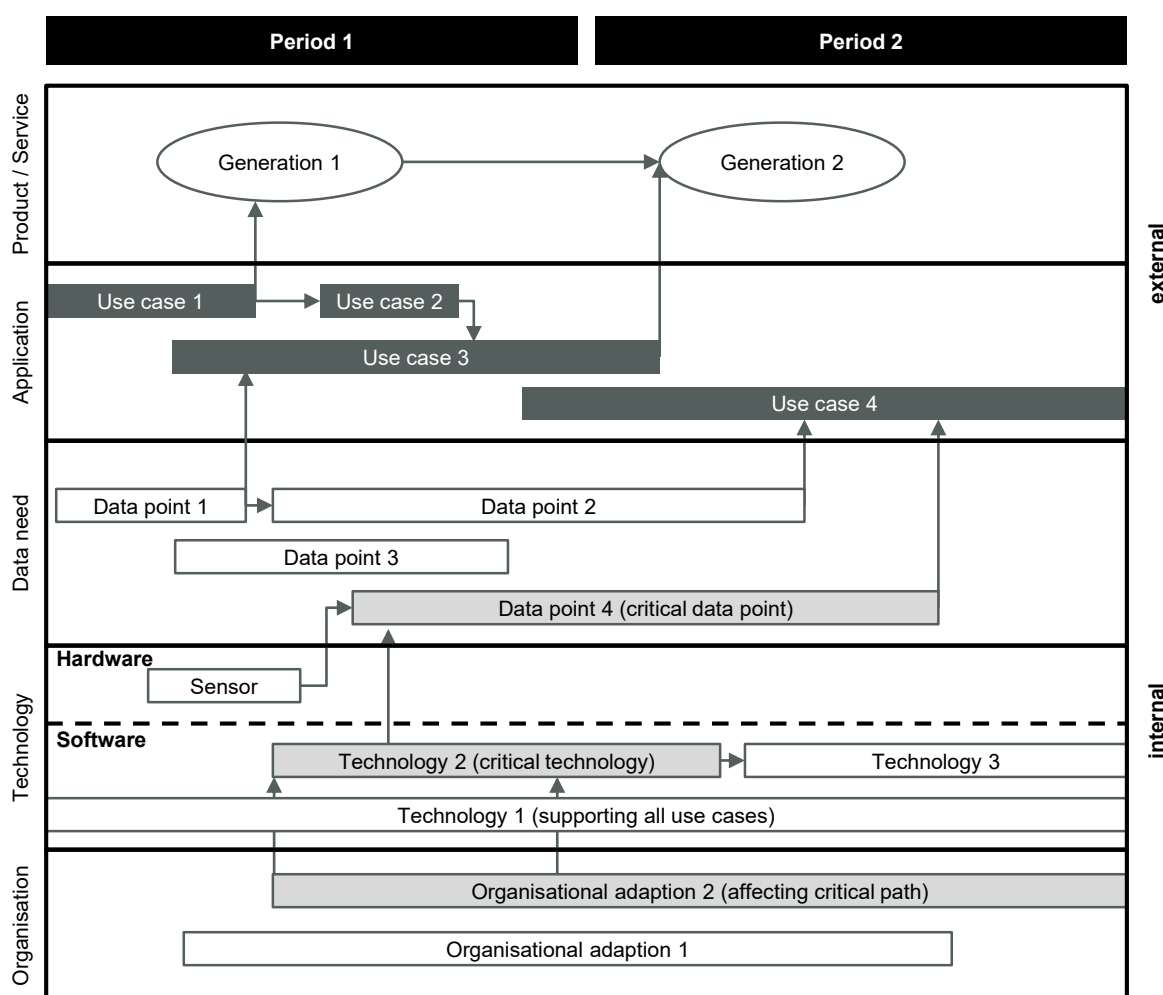 Period 1
Period 2
Product / Service
Generation 1
Generation 2
external
Application
Use case 1
Use case 2
Use case 3
Use case 4
Data need
Data point 1
Data point 2
Data point 3
Data point 4 (critical data point)
internal
Technology
Hardware
Sensor
Software
Technology 2 (critical technology)
Technology 3
Technology 1 (supporting all use cases)
Organisation
Organisational adaption 2 (affecting critical path)
Organisational adaption 1